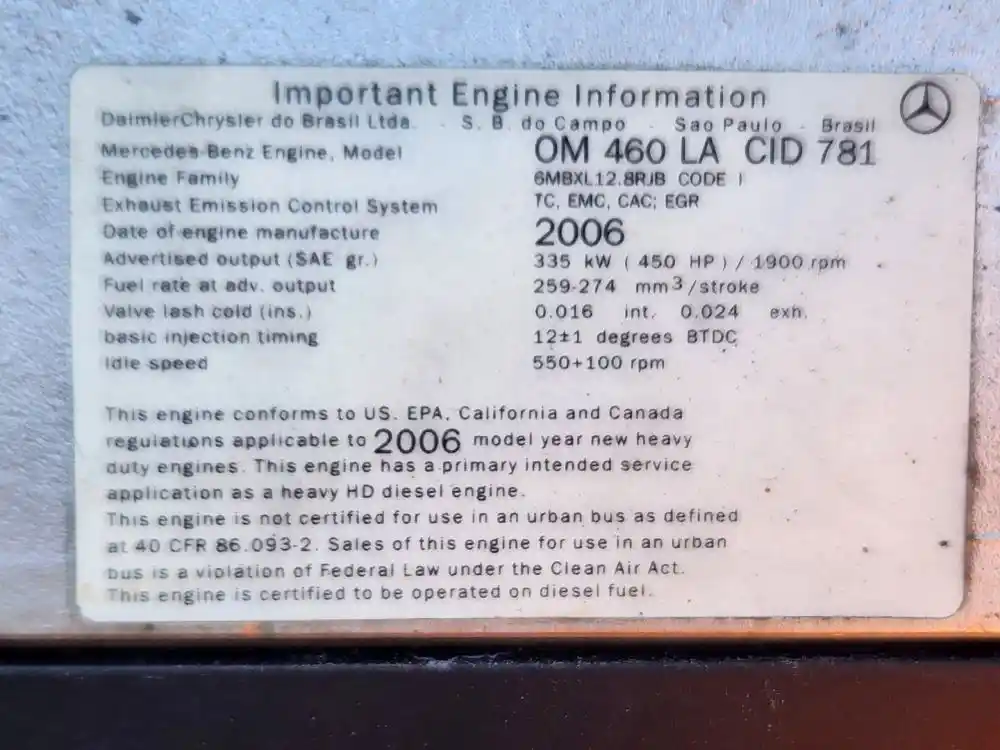 Important Engine Information
DaimlerChrysler do Brasil Ltda. - S. B. do Campo - Sao Paulo - Brasil
Mercedes-Benz Engine, Model OM 460 LA CID 781
Engine Family 6MBXL12.8RJB CODE I
Exhaust Emission Control System TC, EMC, CAC; EGR
Date of engine manufacture 2006
Advertised output (SAE gr.) 335 kW (450 HP) / 1900 rpm
Fuel rate at adv. output 259-274 mm³/stroke
Valve lash cold (ins.) 0.016 int. 0.024 exh.
basic injection timing 12±1 degrees BTDC
Idle speed 550+100 rpm
This engine conforms to US. EPA, California and Canada
regulations applicable to 2006 model year new heavy
duty engines. This engine has a primary intended service
application as a heavy HD diesel engine.
This engine is not certified for use in an urban bus as defined
at 40 CFR 86.093-2. Sales of this engine for use in an urban
bus is a violation of Federal Law under the Clean Air Act.
This engine is certified to be operated on diesel fuel.